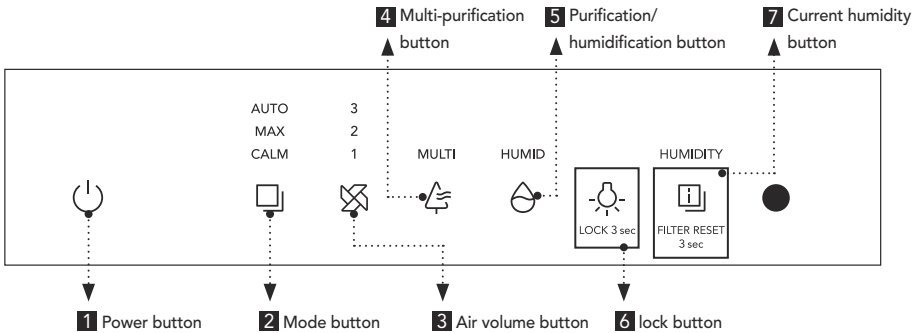 4 Multi-purification
button
5 Purification/
humidification button
7 Current humidity
button
AUTO
MAX
CALM
3
2
1
MULTI
HUMID
HUMIDITY
LOCK 3 sec
i
FILTER RESET
3 sec
1 Power button
2 Mode button
3 Air volume button
6 lock button